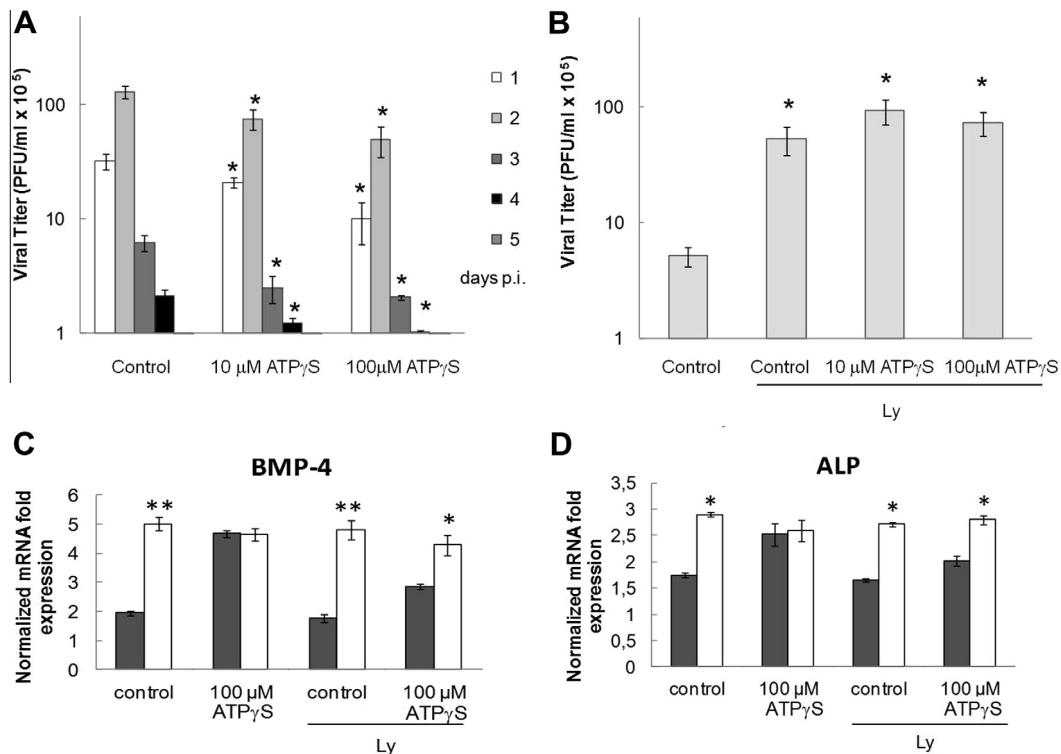 A
Viral Titer (PFU/ml x 10⁵)
100
10
1
*
*
*
*
*
*
*
*
Control
10 μM ATPγS
100μM ATPγS
1
2
3
4
5
days p.i.
B
Viral Titer (PFU/ml x 10⁵)
100
10
1
*
*
*
Control
Control
10 μM ATPγS
100μM ATPγS
Ly
C
BMP-4
Normalized mRNA fold
expression
6
5
4
3
2
1
0
**
**
*
control
100 μM
ATPγS
control
100 μM
ATPγS
Ly
D
ALP
Normalized mRNA fold
expression
3,5
3
2,5
2
1,5
1
0,5
0
*
*
*
control
100 μM
ATPγS
control
100 μM
ATPγS
Ly